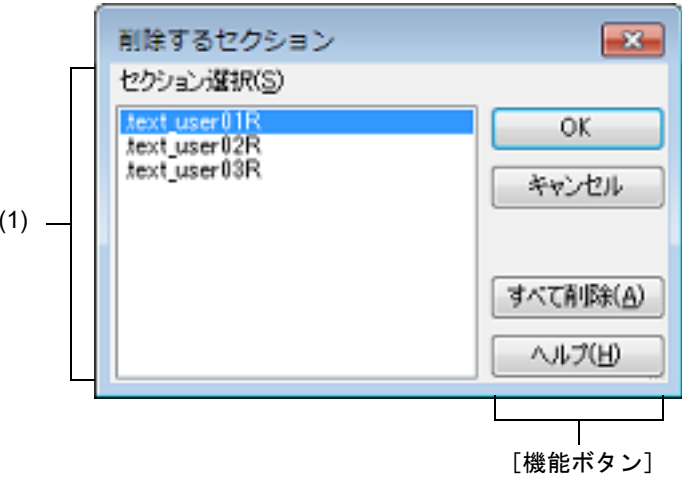 削除するセクション
セクション選択(S)
.text_user01R
.text_user02R
.text_user03R
OK
キャンセル
すべて削除(A)
ヘルプ(H)
(1)
[機能ボタン]